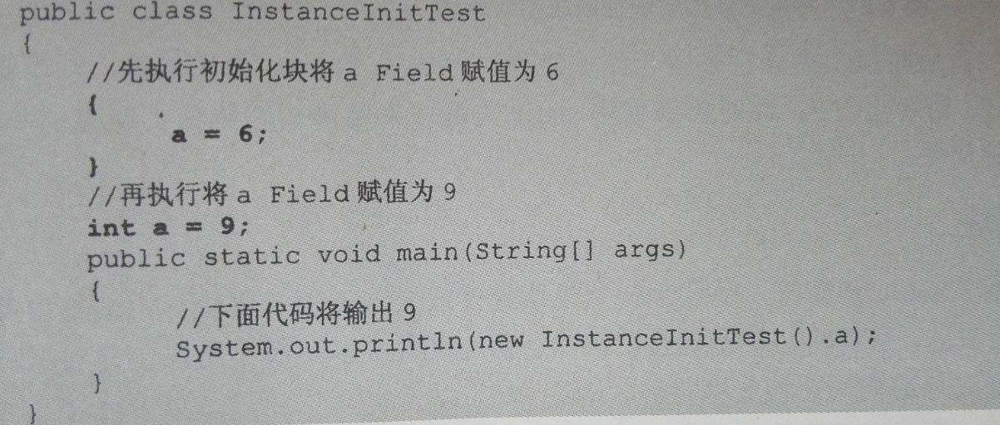 public class InstanceInitTest
{
//先执行初始化块将 a Field 赋值为 6
{
a = 6;
}
//再执行将 a Field 赋值为 9
int a = 9;
public static void main(String[] args)
{
//下面代码将输出 9
System.out.println(new InstanceInitTest().a);
}
}